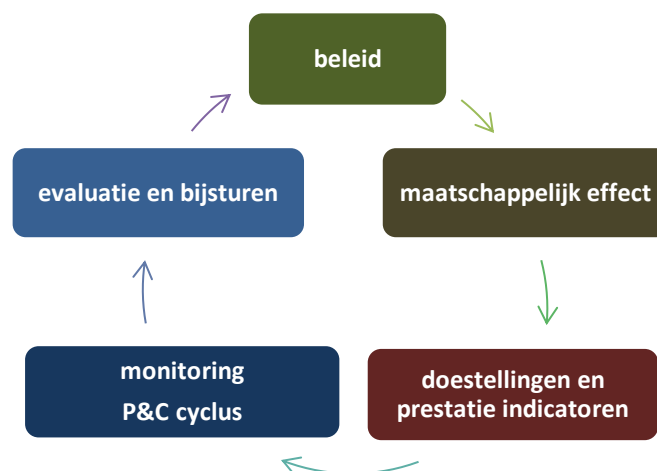 beleid
maatschappelijk effect
doestellingen en
prestatie indicatoren
monitoring
P&C cyclus
evaluatie en bijsturen